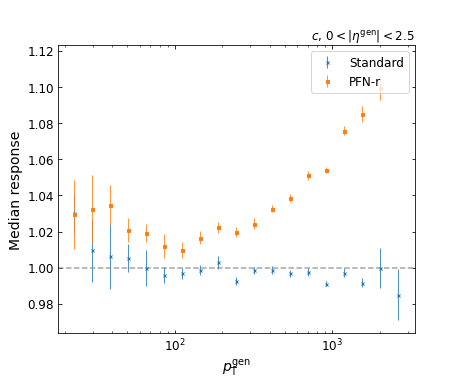 c, 0 < |η^gen| < 2.5
1.12
1.10
1.08
1.06
1.04
1.02
1.00
0.98
Median response
Standard
PFN-r
10^2
10^3
p_T^gen